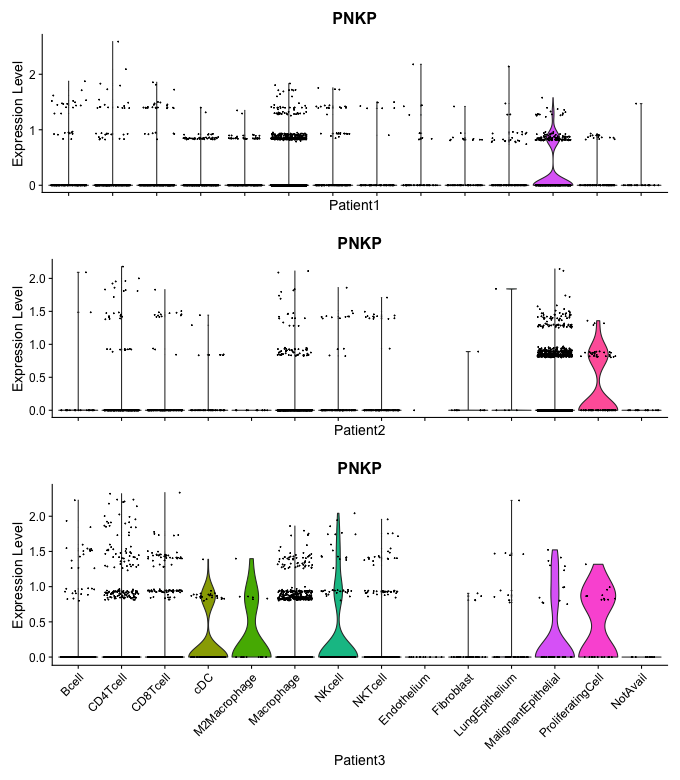 PNKP
Expression Level
2
1
0
Patient1
PNKP
Expression Level
2.0
1.5
1.0
0.5
0.0
Patient2
PNKP
Expression Level
2.0
1.5
1.0
0.5
0.0
Bcell
CD4Tcell
CD8Tcell
cDC
M2Macrophage
Macrophage
NKcell
NKTcell
Endothelium
Fibroblast
LungEpithelium
MalignantEpithelial
ProliferatingCell
NotAvail
Patient3